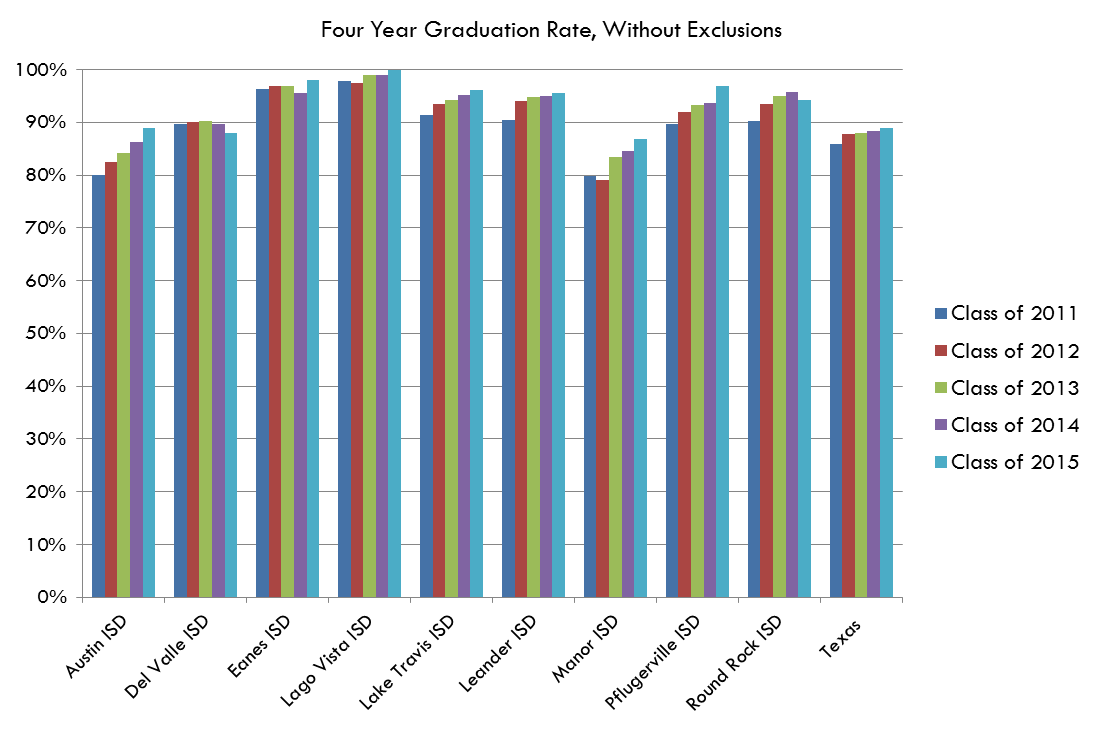 Four Year Graduation Rate, Without Exclusions
100%
90%
80%
70%
60%
50%
40%
30%
20%
10%
0%
Austin ISD
Del Valle ISD
Eanes ISD
Lago Vista ISD
Lake Travis ISD
Leander ISD
Manor ISD
Pflugerville ISD
Round Rock ISD
Texas
Class of 2011
Class of 2012
Class of 2013
Class of 2014
Class of 2015